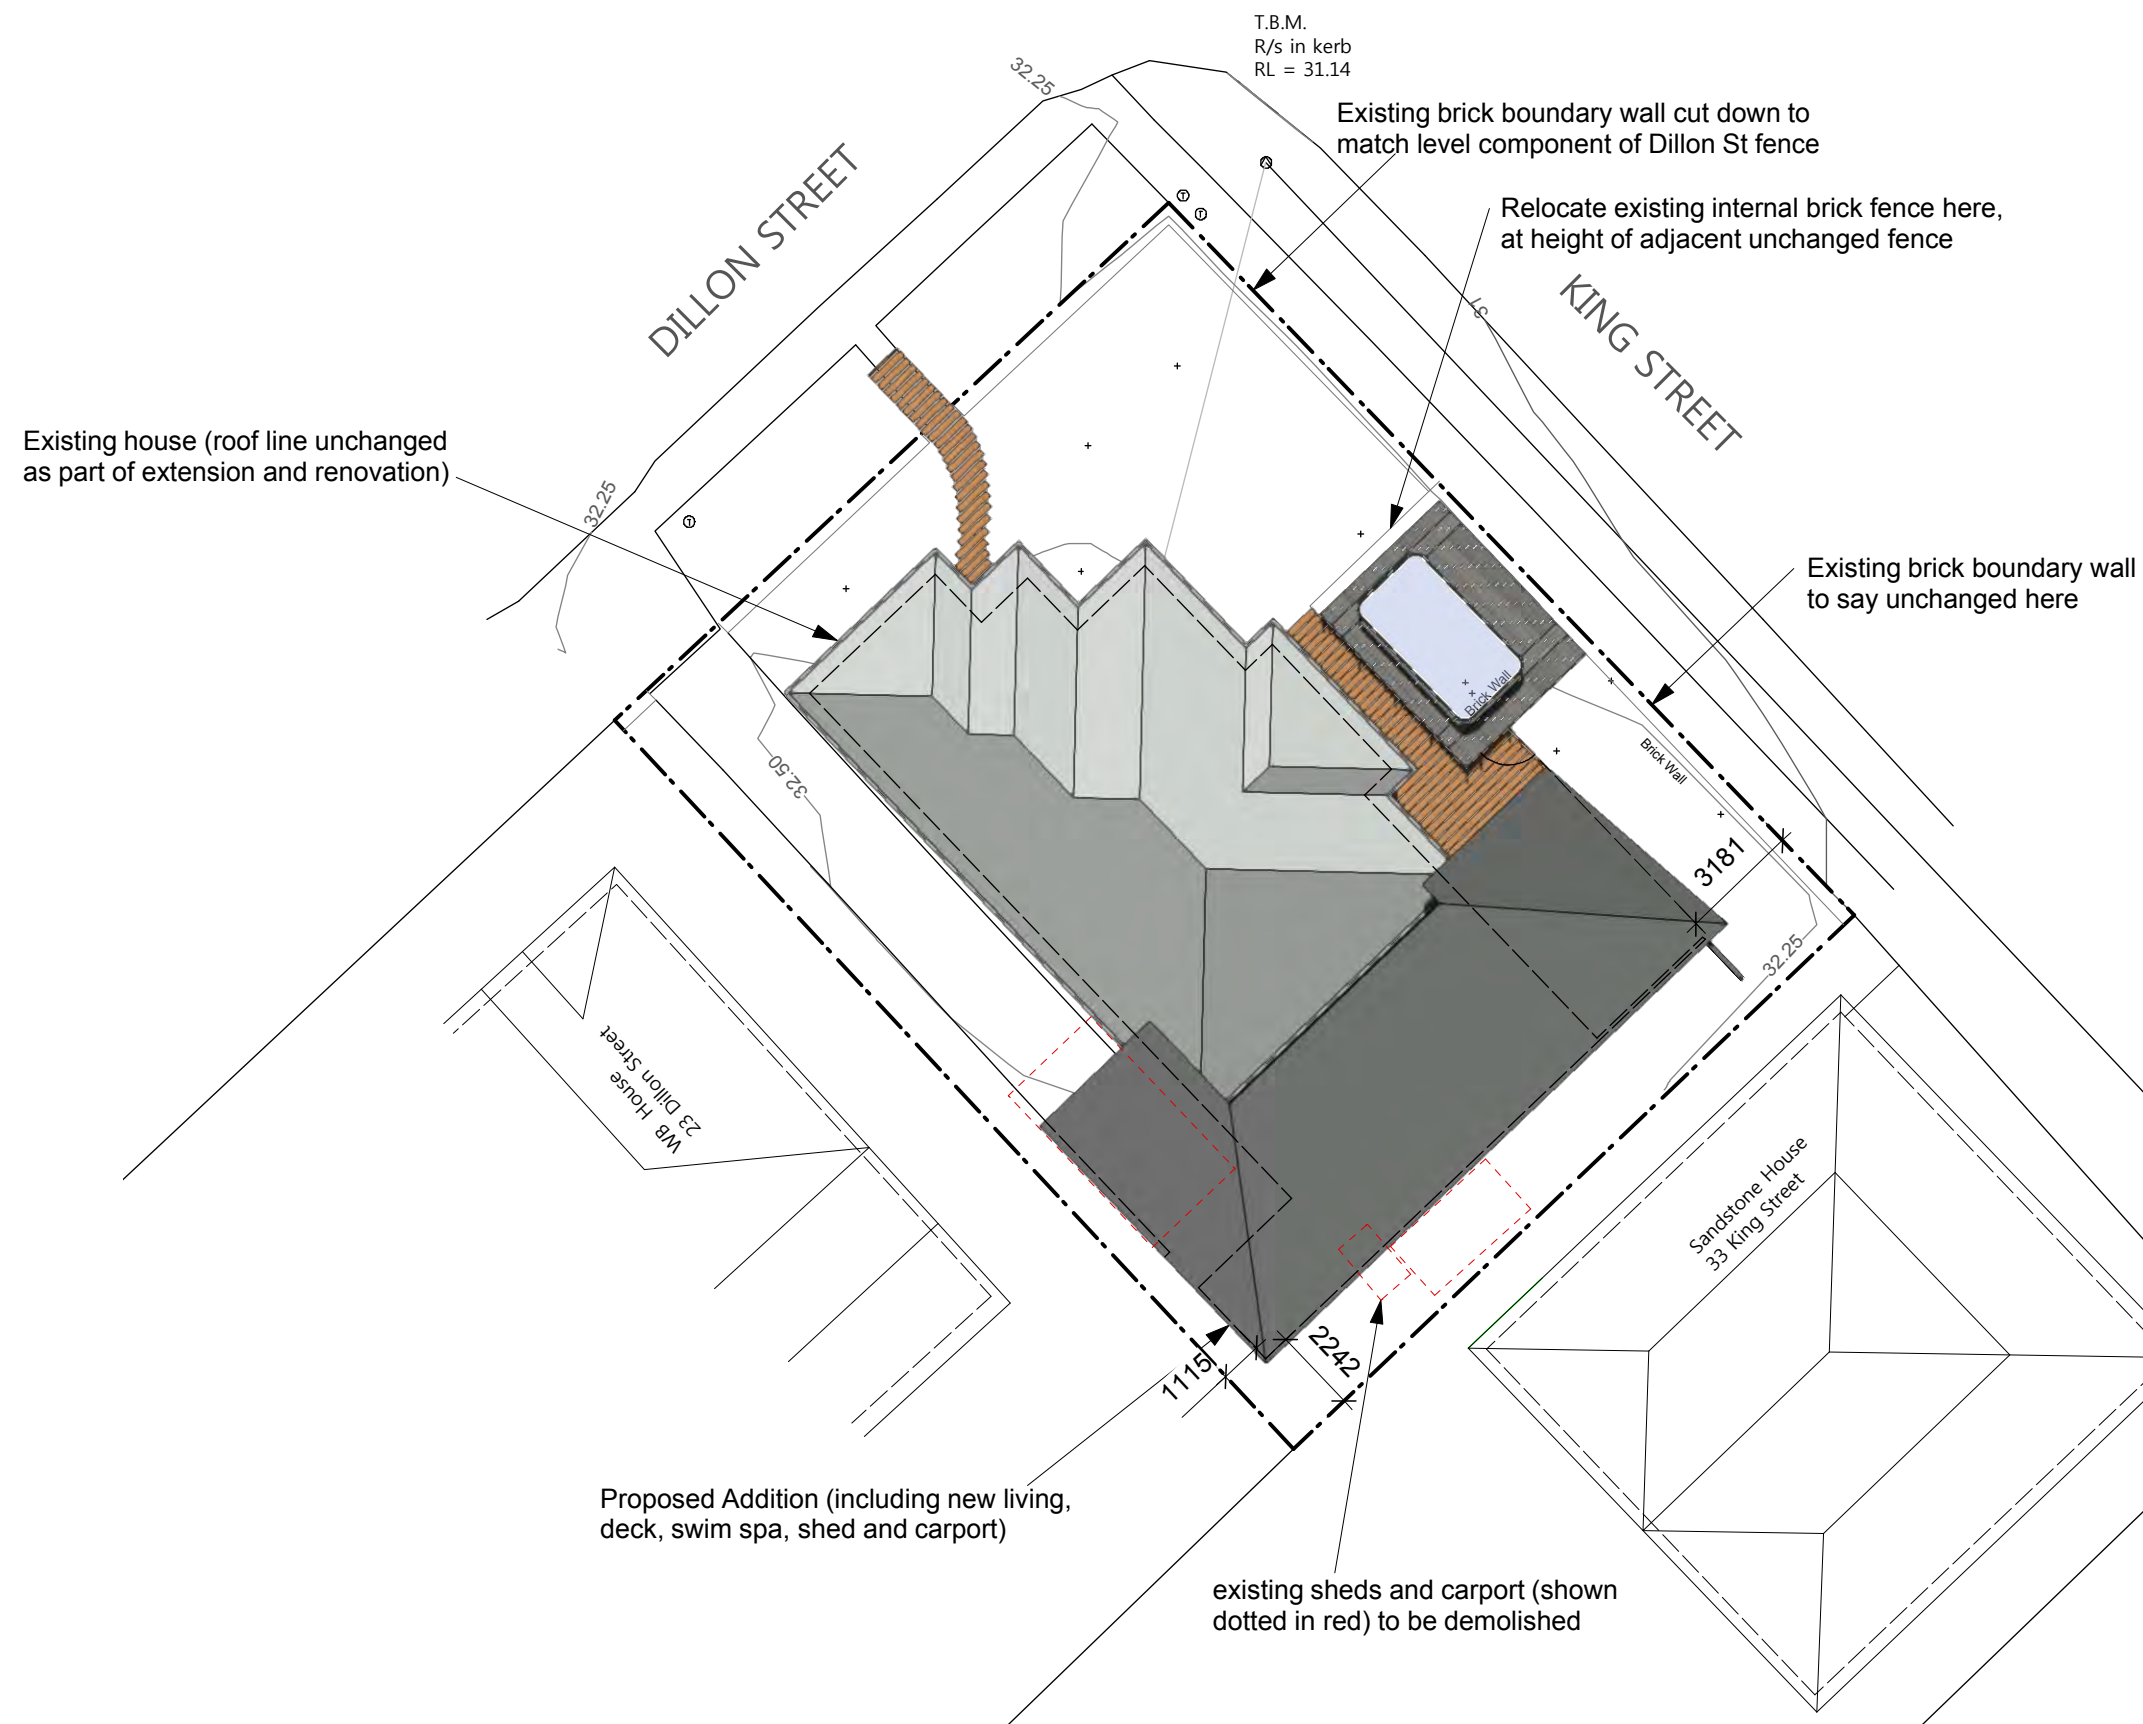 T.B.M.
R/s in kerb
RL = 31.14
32.25
Existing brick boundary wall cut down to
match level component of Dillon St fence
DILLON STREET
Relocate existing internal brick fence here,
at height of adjacent unchanged fence
KING STREET
Existing house (roof line unchanged
as part of extension and renovation)
32.25
Existing brick boundary wall
to say unchanged here
Brick Wall
Brick Wall
32.50
3181
32.25
WB House
23 Dillon Street
Sandstone House
33 King Street
1115
2242
Proposed Addition (including new living,
deck, swim spa, shed and carport)
existing sheds and carport (shown
dotted in red) to be demolished